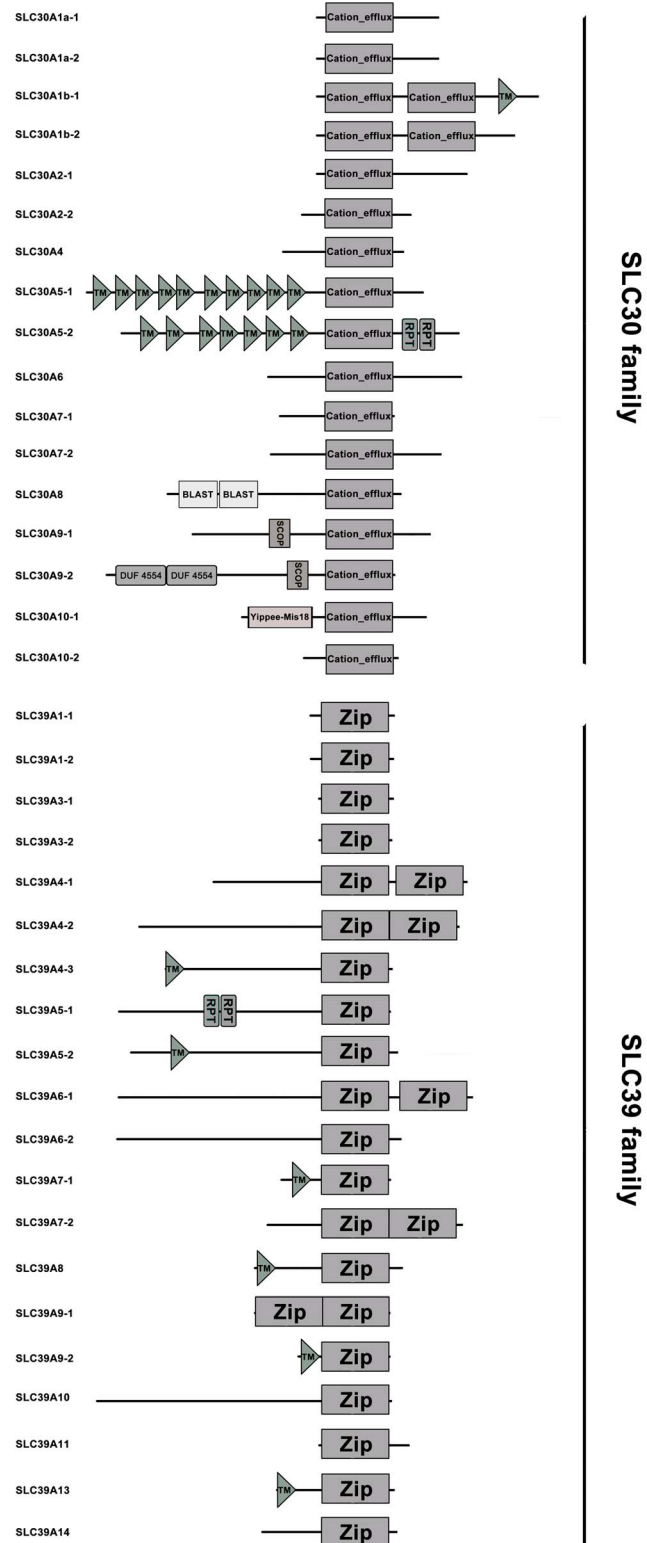 SLC30A1a-1 Cation_efflux
SLC30A1a-2 Cation_efflux
SLC30A1b-1 Cation_efflux Cation_efflux TM
SLC30A1b-2 Cation_efflux Cation_efflux
SLC30A2-1 Cation_efflux
SLC30A2-2 Cation_efflux
SLC30A4 Cation_efflux
SLC30A5-1 TM TM TM TM TM TM TM TM TM TM Cation_efflux
SLC30A5-2 TM TM TM TM TM TM TM Cation_efflux RPT RPT
SLC30A6 Cation_efflux
SLC30A7-1 Cation_efflux
SLC30A7-2 Cation_efflux
SLC30A8 BLAST BLAST Cation_efflux
SLC30A9-1 SCOP Cation_efflux
SLC30A9-2 DUF 4554 DUF 4554 SCOP Cation_efflux
SLC30A10-1 Yippee-Mis18 Cation_efflux
SLC30A10-2 Cation_efflux
SLC30 family
SLC39A1-1 Zip
SLC39A1-2 Zip
SLC39A3-1 Zip
SLC39A3-2 Zip
SLC39A4-1 Zip Zip
SLC39A4-2 Zip Zip
SLC39A4-3 TM Zip
SLC39A5-1 RPT RPT Zip
SLC39A5-2 TM Zip
SLC39A6-1 Zip Zip
SLC39A6-2 Zip
SLC39A7-1 TM Zip
SLC39A7-2 Zip Zip
SLC39A8 TM Zip
SLC39A9-1 Zip Zip
SLC39A9-2 TM Zip
SLC39A10 Zip
SLC39A11 Zip
SLC39A13 TM Zip
SLC39A14 Zip
SLC39 family